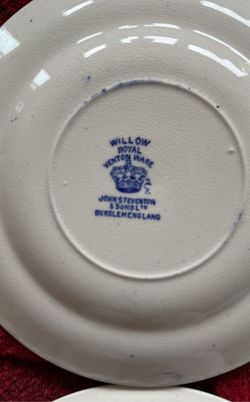 WILLOW
ROYAL
VENTON WARE
JOHN STEVENTON
& SONS LTD
BURSLEM ENGLAND